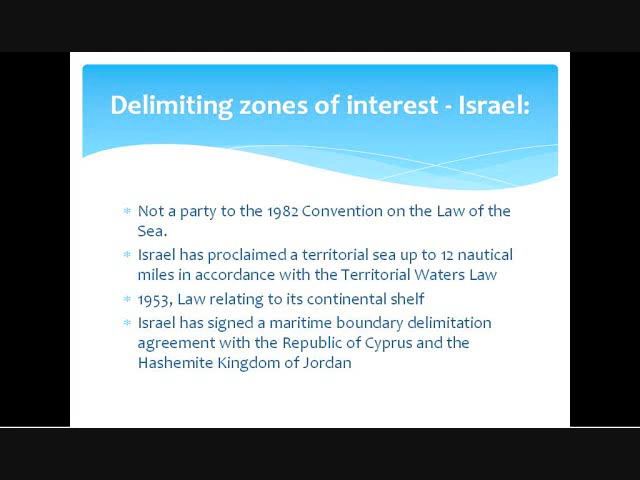 Delimiting zones of interest - Israel:
* Not a party to the 1982 Convention on the Law of the
Sea.
* Israel has proclaimed a territorial sea up to 12 nautical
miles in accordance with the Territorial Waters Law
* 1953, Law relating to its continental shelf
* Israel has signed a maritime boundary delimitation
agreement with the Republic of Cyprus and the
Hashemite Kingdom of Jordan